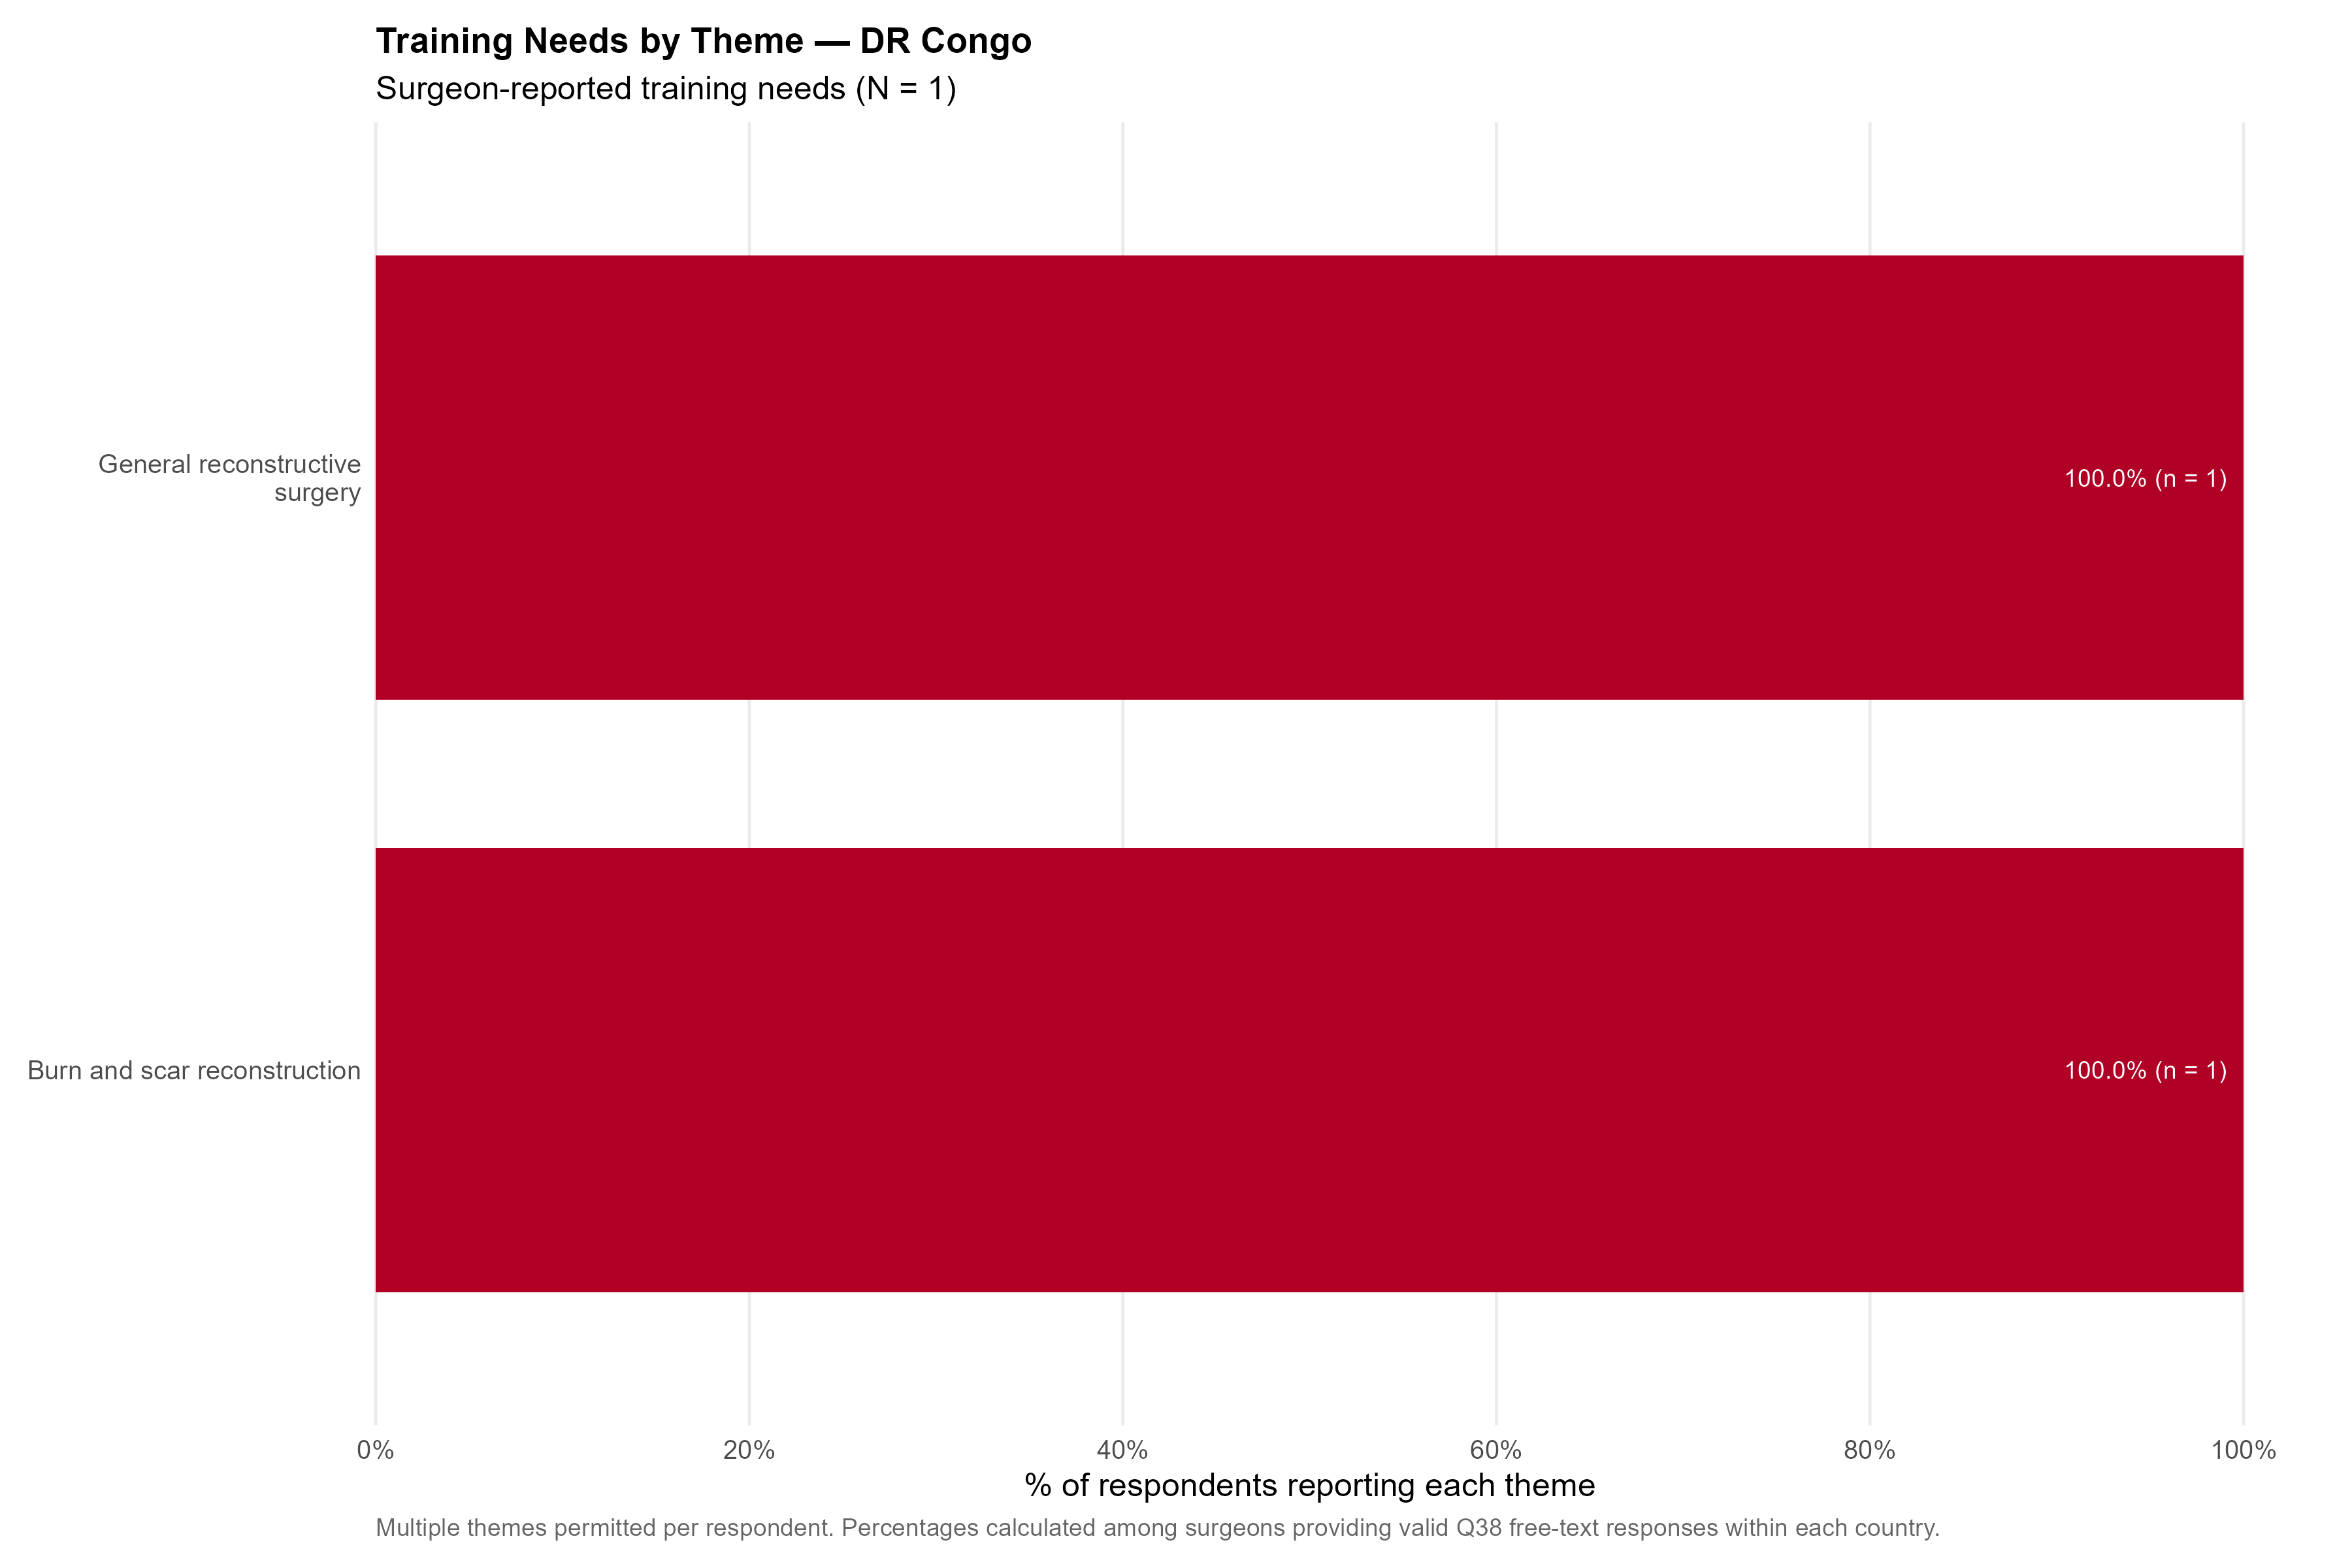 Training Needs by Theme — DR Congo
Surgeon-reported training needs (N = 1)
General reconstructive
surgery
100.0% (n = 1)
Burn and scar reconstruction
100.0% (n = 1)
0%
20%
40%
60%
80%
100%
% of respondents reporting each theme
Multiple themes permitted per respondent. Percentages calculated among surgeons providing valid Q38 free-text responses within each country.